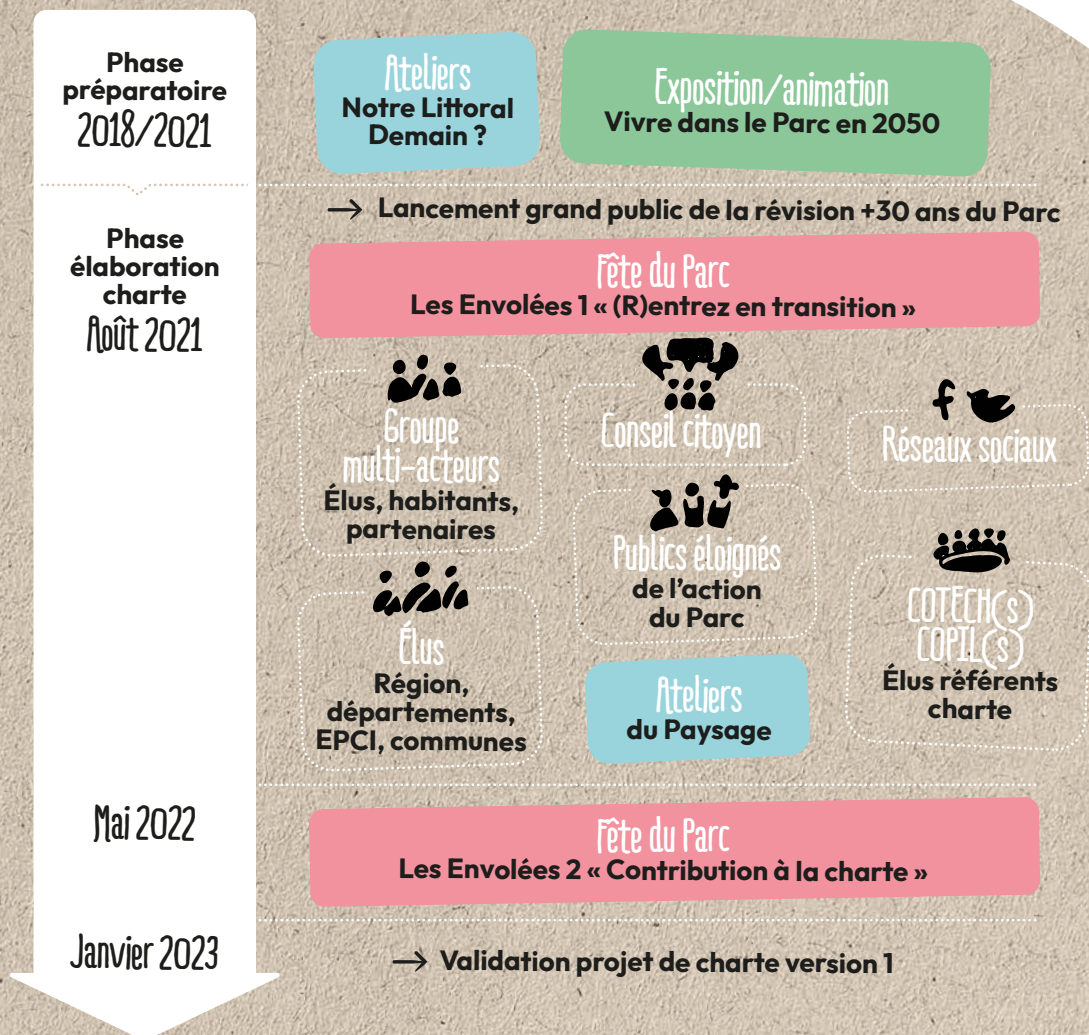 Phase
préparatoire
2018/2021
Ateliers
Notre Littoral
Demain ?
Exposition/animation
Vivre dans le Parc en 2050
→ Lancement grand public de la révision +30 ans du Parc
Phase
élaboration
charte
Août 2021
Fête du Parc
Les Envolées 1 « (R)entrez en transition »
Groupe
multi-acteurs
Élus, habitants,
partenaires
Conseil citoyen
Réseaux sociaux
Publics éloignés
de l'action
du Parc
Élus
Région,
départements,
EPCI, communes
COTECH(s)
COPIL(s)
Élus référents
charte
Ateliers
du Paysage
Mai 2022
Fête du Parc
Les Envolées 2 « Contribution à la charte »
Janvier 2023
→ Validation projet de charte version 1